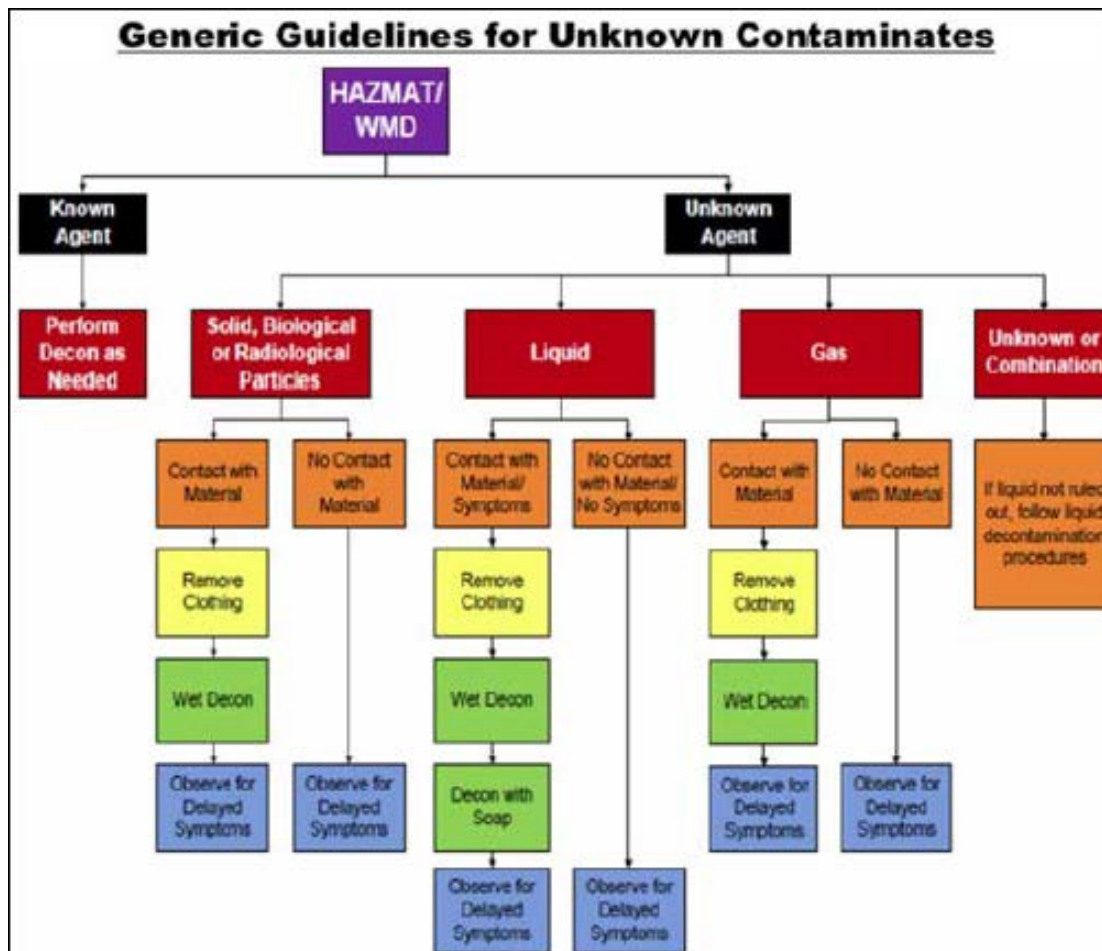 Generic Guidelines for Unknown Contaminates
HAZMAT/
WMD
Known
Agent
Unknown
Agent
Perform
Decon as
Needed
Solid, Biological
or Radiological
Particles
Liquid
Gas
Unknown or
Combination
Contact with
Material
No Contact
with
Material
Contact with
Material/
Symptoms
No Contact
with Material/
No Symptoms
Contact with
Material
No Contact
with Material
If liquid not ruled
out, follow liquid
decontamination
procedures
Remove
Clothing
Remove
Clothing
Remove
Clothing
Wet Decon
Wet Decon
Wet Decon
Observe for
Delayed
Symptoms
Observe for
Delayed
Symptoms
Decon with
Soap
Observe for
Delayed
Symptoms
Observe for
Delayed
Symptoms
Observe for
Delayed
Symptoms
Observe for
Delayed
Symptoms